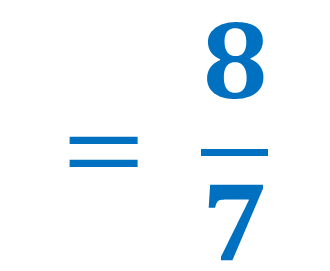 = 8/7